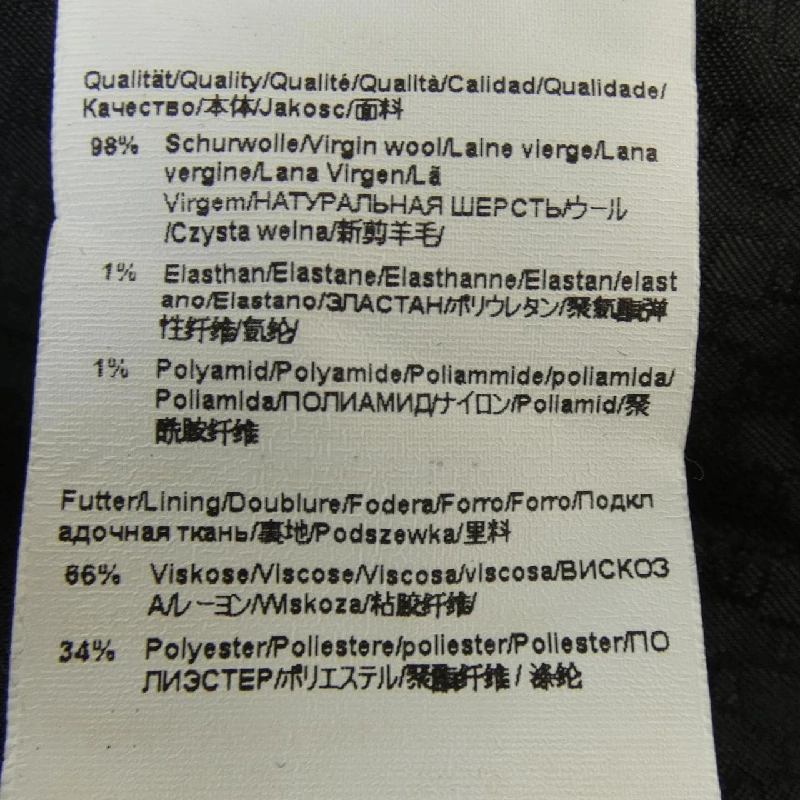 Qualität/Quality/Qualité/Qualità/Calidad/Qualidade/
Качество/本体/Jakosc/面料
98% Schurwolle/Virgin wool/Laine vierge/Lana
vergine/Lana Virgen/Lã
Virgem/НАТУРАЛЬНАЯ ШЕРСТЬ/ウール
/Czysta welna/新剪羊毛/
1% Elasthan/Elastane/Elasthanne/Elastan/elast
ano/Elastano/ЭЛАСТАН/ポリウレタン/聚氨酯弹
性纤维/氨纶/
1% Polyamid/Polyamide/Poliammide/poliamida/
Poliamida/ПОЛИАМИД/ナイロン/Poliamid/聚
酰胺纤维
Futter/Lining/Doublure/Fodera/Forro/Forro/Подкл
адочная ткань/裏地/Podszewka/里料
66% Viskose/Viscose/Viscosa/viscosa/ВИСКОЗ
А/レーヨン/Wiskoza/粘胶纤维/
34% Polyester/Poliestere/poliester/Poliester/ПО
ЛИЭСТЕР/ポリエステル/聚酯纤维 / 涤纶